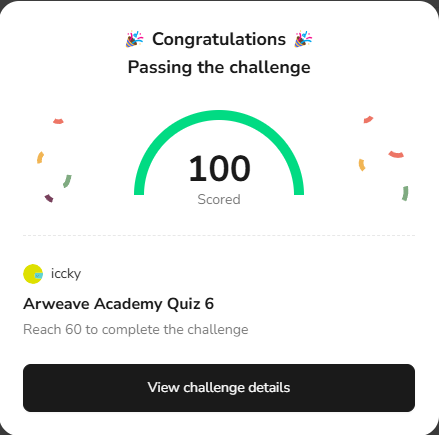 🎉 Congratulations 🎉
Passing the challenge
100
Scored
iccky
Arweave Academy Quiz 6
Reach 60 to complete the challenge
View challenge details